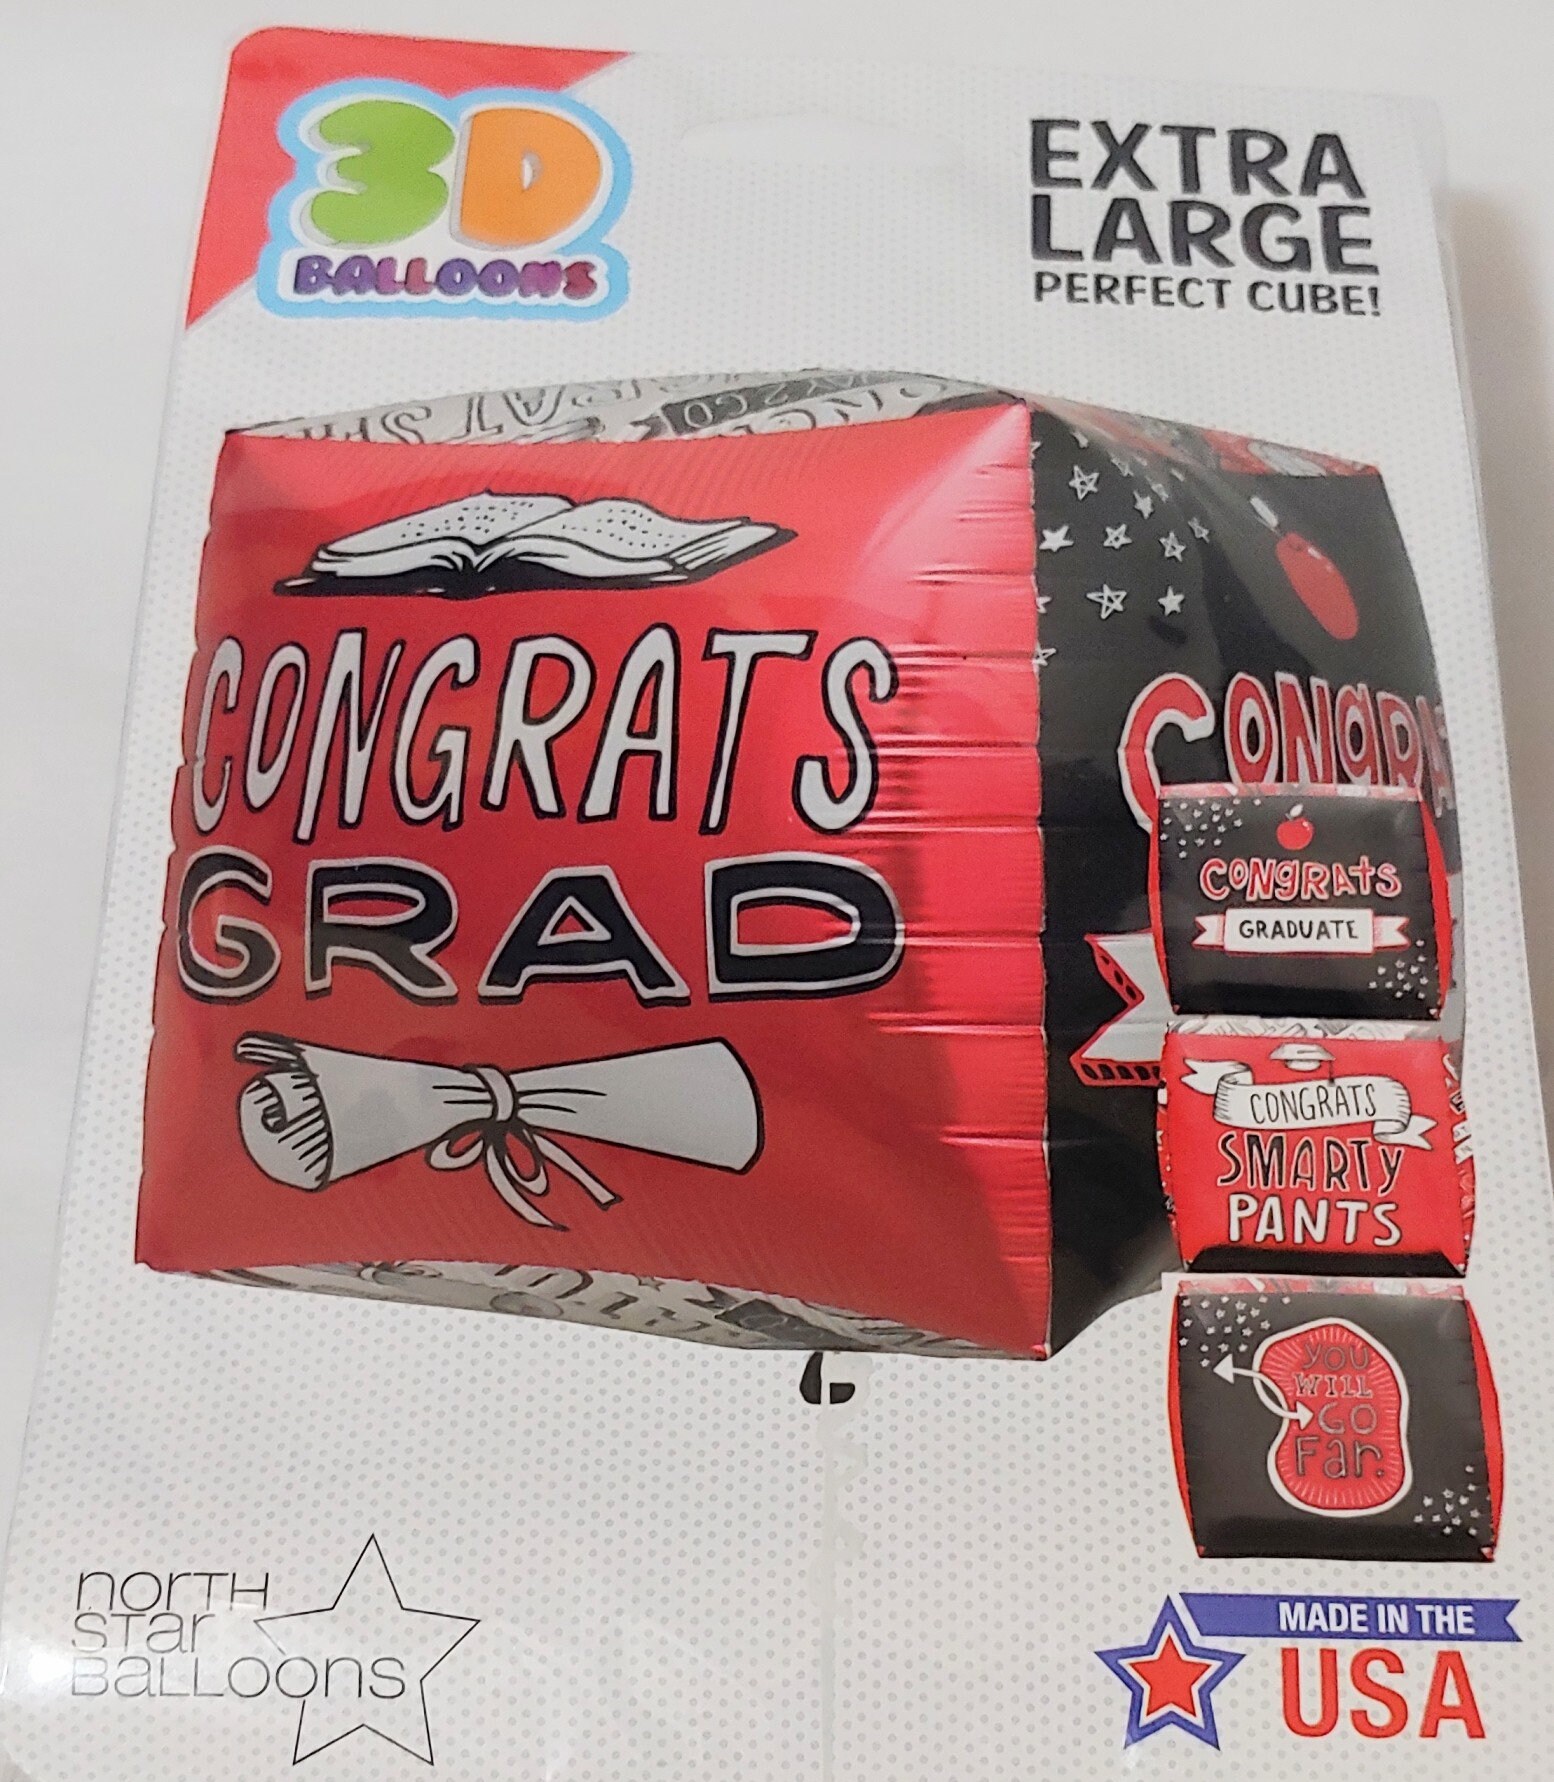 3D
BALLOONS
EXTRA
LARGE
PERFECT CUBE!
CONGRATS
GRAD
CONGRA
CONGRATS
GRADUATE
CONGRATS
SMARTY
PANTS
YOU
WILL
GO
Far.
norTH
STar
BaLLOONS
MADE IN THE
USA